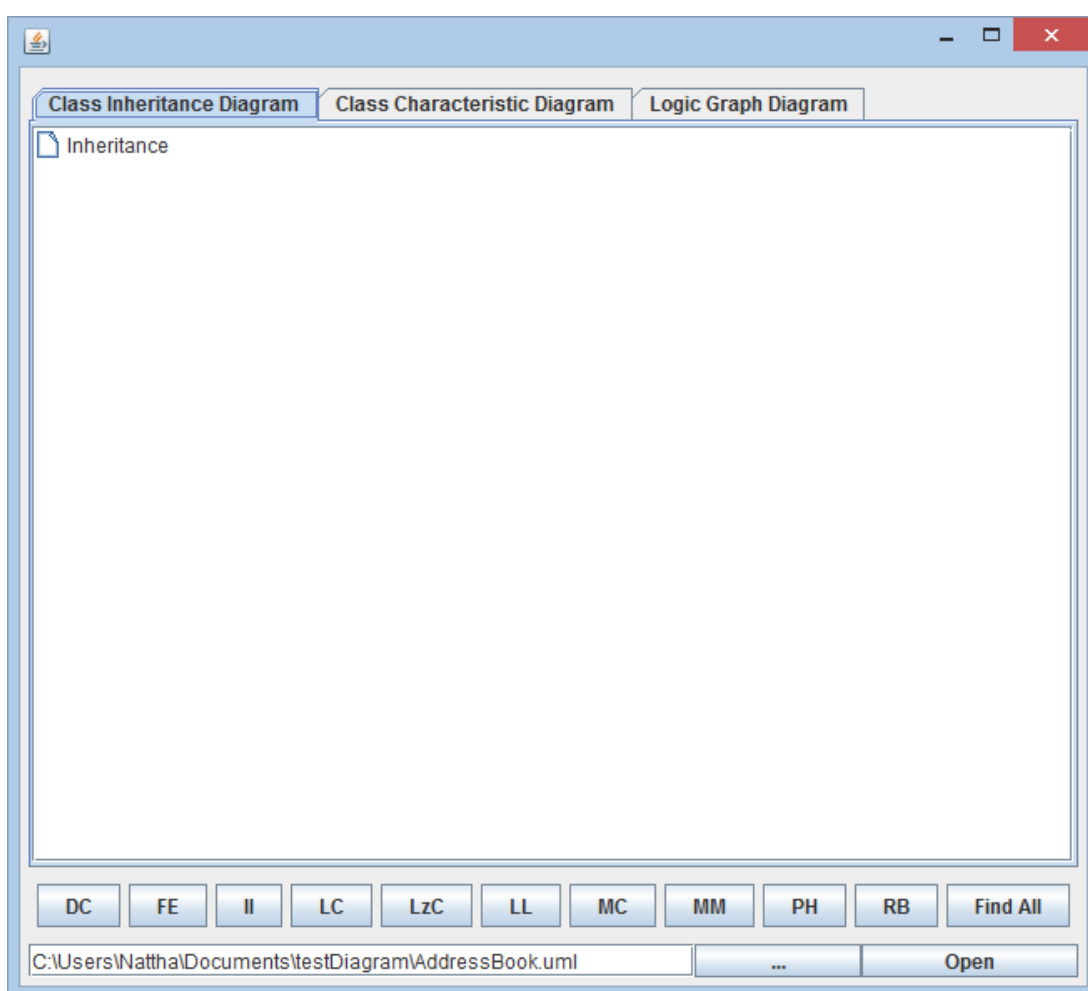 Class Inheritance Diagram Class Characteristic Diagram Logic Graph Diagram
Inheritance
DC FE II LC LzC LL MC MM PH RB Find All
C:\Users\Nattha\Documents\testDiagram\AddressBook.uml ... Open